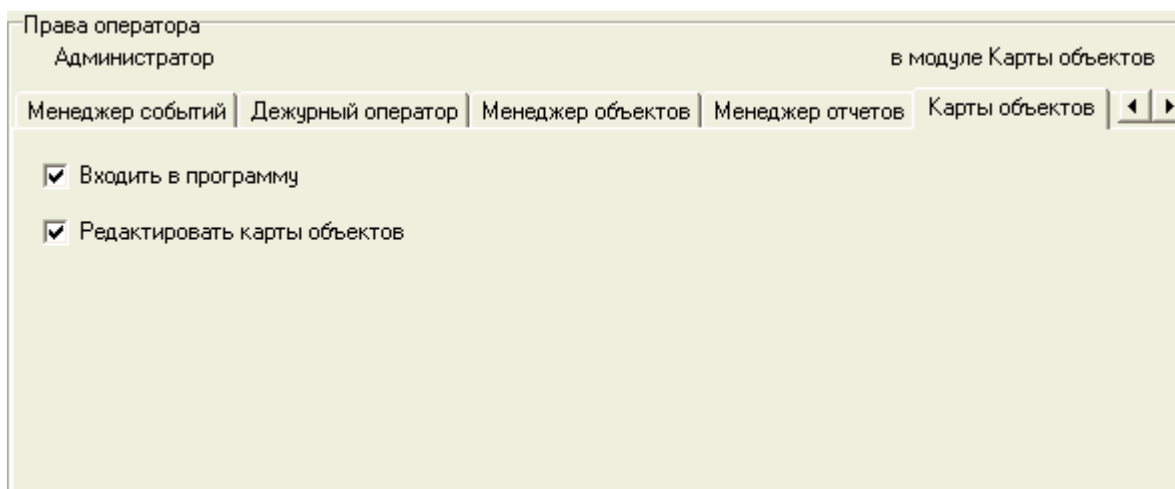 Права оператора
Администратор в модуле Карты объектов
Менеджер событий Дежурный оператор Менеджер объектов Менеджер отчетов Карты объектов
Входить в программу
Редактировать карты объектов